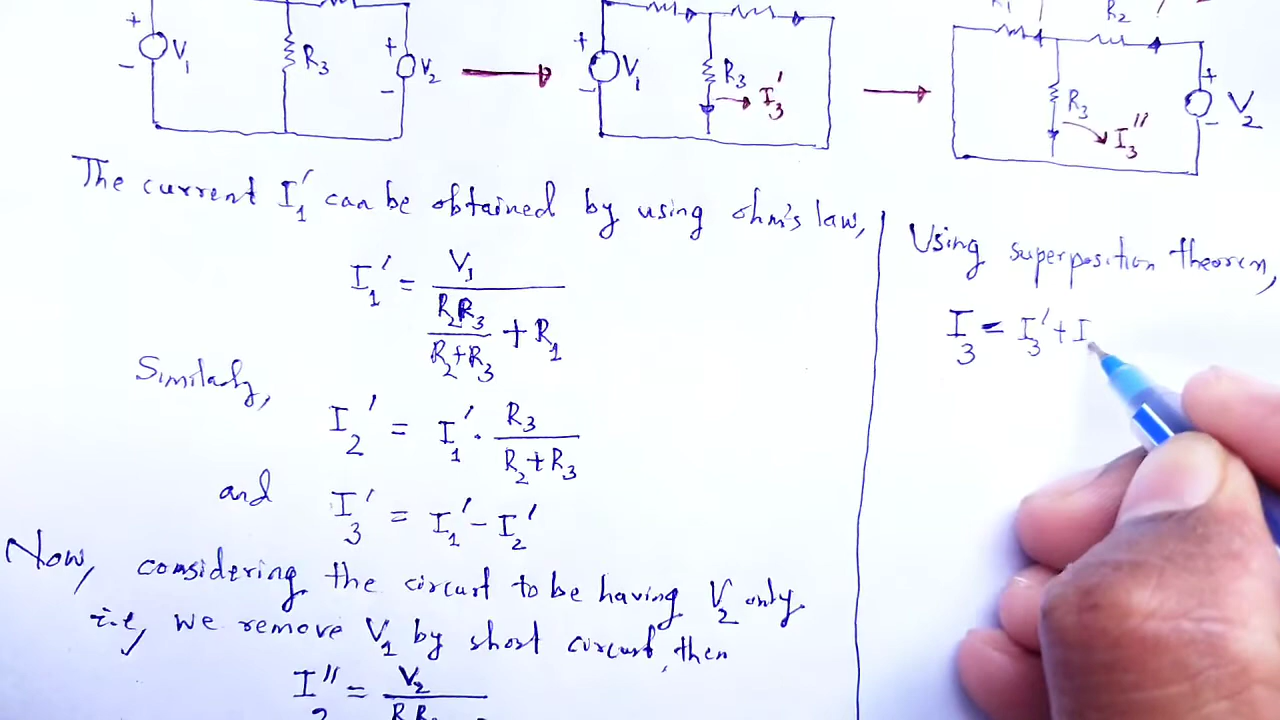 + V1 − R3 + V2 −
+ V1 − R3 I3′
R1 R2 R3 I3″ + V2 −
The current I1′ can be obtained by using ohm's law,
I1′ = V1 / (R2R3 / (R2+R3) + R1)
Similarly,
I2′ = I1′ · R3 / (R2+R3)
and I3′ = I1′ − I2′
Now, considering the circuit to be having V2 only
i.e, we remove V1 by short circuit, then
I2″ = V2
Using superposition theorem,
I3 = I3′ + I